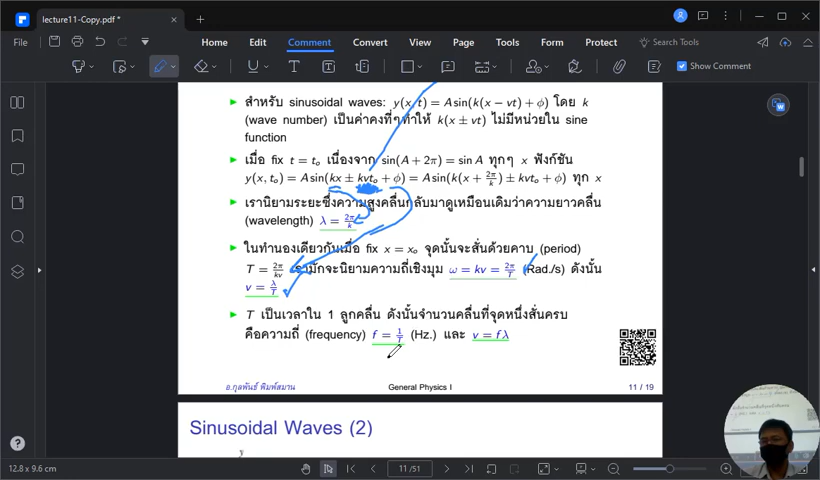 lecture11-Copy.pdf *
File
Home
Edit
Comment
Convert
View
Page
Tools
Form
Protect
Search Tools
Show Comment
สำหรับ sinusoidal waves: y(x, t) = A sin(k(x − vt) + ϕ) โดย k
(wave number) เป็นค่าคงที่ๆทำให้ k(x ± vt) ไม่มีหน่วยใน sine
function
เมื่อ fix t = t₀ เนื่องจาก sin(A + 2π) = sin A ทุกๆ x ฟังก์ชัน
y(x, t₀) = A sin(kx ± kvt₀ + ϕ) = A sin(k(x + 2π/k) ± kvt₀ + ϕ) ทุก x
เรานิยามระยะซึ่งความสูงคลื่นกลับมาดูเหมือนเดิมว่าความยาวคลื่น
(wavelength) λ = 2π/k
ในทำนองเดียวกันเมื่อ fix x = x₀ จุดนั้นจะสั่นด้วยคาบ (period)
T = 2π/kv เรามักจะนิยามความถี่เชิงมุม ω = kv = 2π/T (Rad./s) ดังนั้น
v = λ/T
T เป็นเวลาใน 1 ลูกคลื่น ดังนั้นจำนวนคลื่นที่จุดหนึ่งสั่นครบ
คือความถี่ (frequency) f = 1/T (Hz.) และ v = fλ
อ.กุลพันธ์ พิมพ์สมาน
General Physics I
11 / 19
Sinusoidal Waves (2)
y
12.8 x 9.6 cm
11 /51